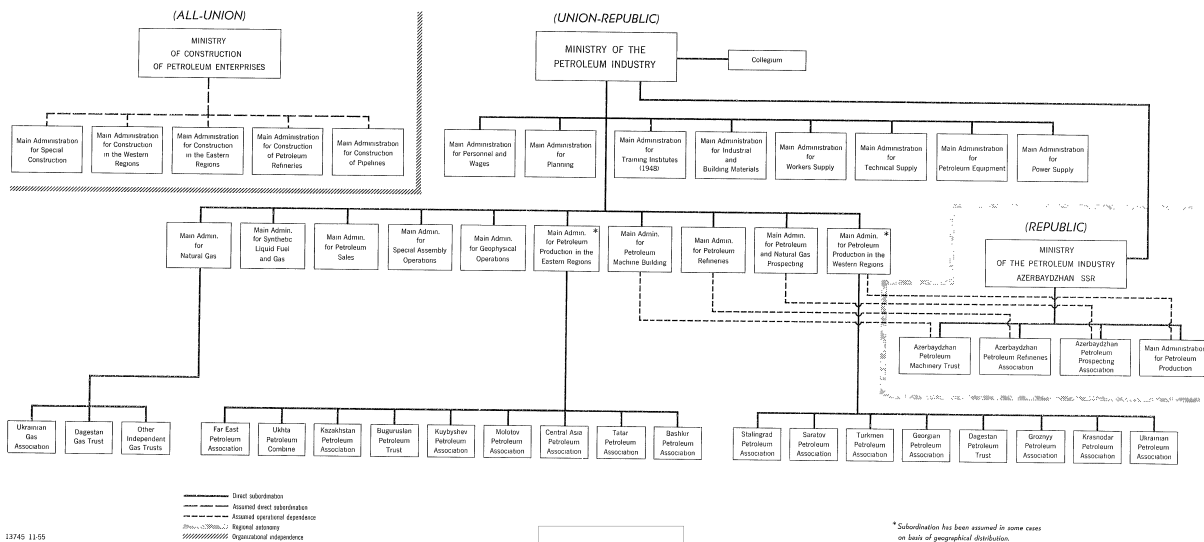 (ALL-UNION)
MINISTRY
OF CONSTRUCTION
OF PETROLEUM ENTERPRISES
Main Administration
for Special
Construction
Main Administration
for Construction
in the Western
Regions
Main Administration
for Construction
in the Eastern
Regions
Main Administration
for Construction
of Petroleum
Refineries
Main Administration
for Construction
of Pipelines
(UNION-REPUBLIC)
MINISTRY OF THE
PETROLEUM INDUSTRY
Collegium
Main Administration
for Personnel and
Wages
Main Administration
for
Planning
Main Administration
for
Training Institutes
(1948)
Main Administration
for Industrial
and
Building Materials
Main Administration
for
Workers Supply
Main Administration
for
Technical Supply
Main Administration
for
Petroleum Equipment
Main Administration
for
Power Supply
Main Admin.
for
Natural Gas
Main Admin.
for Synthetic
Liquid Fuel
and Gas
Main Admin.
for Petroleum
Sales
Main Admin. for
Special Assembly
Operations
Main Admin.
for Geophysical
Operations
Main Admin. *
for Petroleum
Production in the
Eastern Regions
Main Admin.
for
Petroleum
Machine Building
Main Admin.
for Petroleum
Refineries
Main Admin.
for Petroleum
and Natural Gas
Prospecting
Main Admin. *
for Petroleum
Production in the
Western Regions
(REPUBLIC)
MINISTRY
OF THE PETROLEUM INDUSTRY
AZERBAYDZHAN SSR
Azerbaydzhan
Petroleum
Machinery Trust
Azerbaydzhan
Petroleum Refineries
Association
Azerbaydzhan
Petroleum
Prospecting
Association
Main Administration
for Petroleum
Production
Ukrainian
Gas
Association
Dagestan
Gas Trust
Other
Independent
Gas Trusts
Far East
Petroleum
Association
Ukhta
Petroleum
Combine
Kazakhstan
Petroleum
Association
Buguruslan
Petroleum
Trust
Kuybyshev
Petroleum
Association
Molotov
Petroleum
Association
Central Asia
Petroleum
Association
Tatar
Petroleum
Association
Bashkir
Petroleum
Association
Stalingrad
Petroleum
Association
Saratov
Petroleum
Association
Turkmen
Petroleum
Association
Georgian
Petroleum
Association
Dagestan
Petroleum
Trust
Groznyy
Petroleum
Association
Krasnodar
Petroleum
Association
Ukrainian
Petroleum
Association
Direct subordination
Assumed direct subordination
Assumed operational dependence
Regional autonomy
Organizational independence
* Subordination has been assumed in some cases
on basis of geographical distribution.
13745 11-55